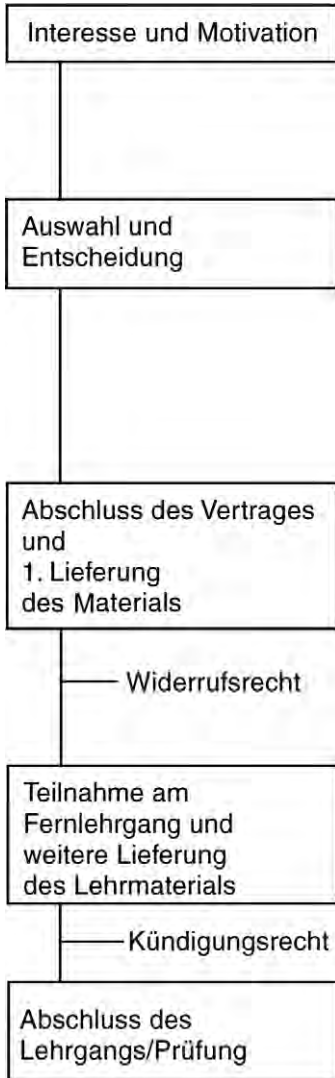 Interesse und Motivation
Auswahl und
Entscheidung
Abschluss des Vertrages
und
1. Lieferung
des Materials
Widerrufsrecht
Teilnahme am
Fernlehrgang und
weitere Lieferung
des Lehrmaterials
Kündigungsrecht
Abschluss des
Lehrgangs/Prüfung